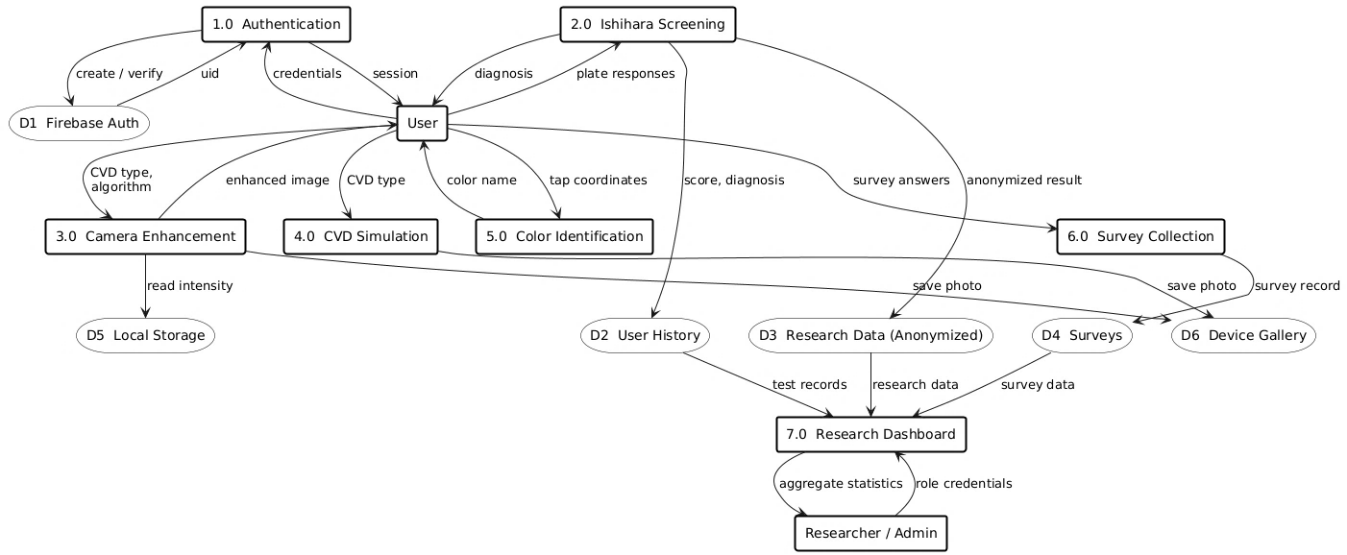 1.0 Authentication
2.0 Ishihara Screening
create / verify
uid
credentials
session
diagnosis
plate responses
D1 Firebase Auth
User
CVD type,
algorithm
enhanced image
CVD type
color name
tap coordinates
score, diagnosis
survey answers
anonymized result
3.0 Camera Enhancement
4.0 CVD Simulation
5.0 Color Identification
6.0 Survey Collection
read intensity
save photo
save photo
survey record
D5 Local Storage
D2 User History
D3 Research Data (Anonymized)
D4 Surveys
D6 Device Gallery
test records
research data
survey data
7.0 Research Dashboard
aggregate statistics
role credentials
Researcher / Admin